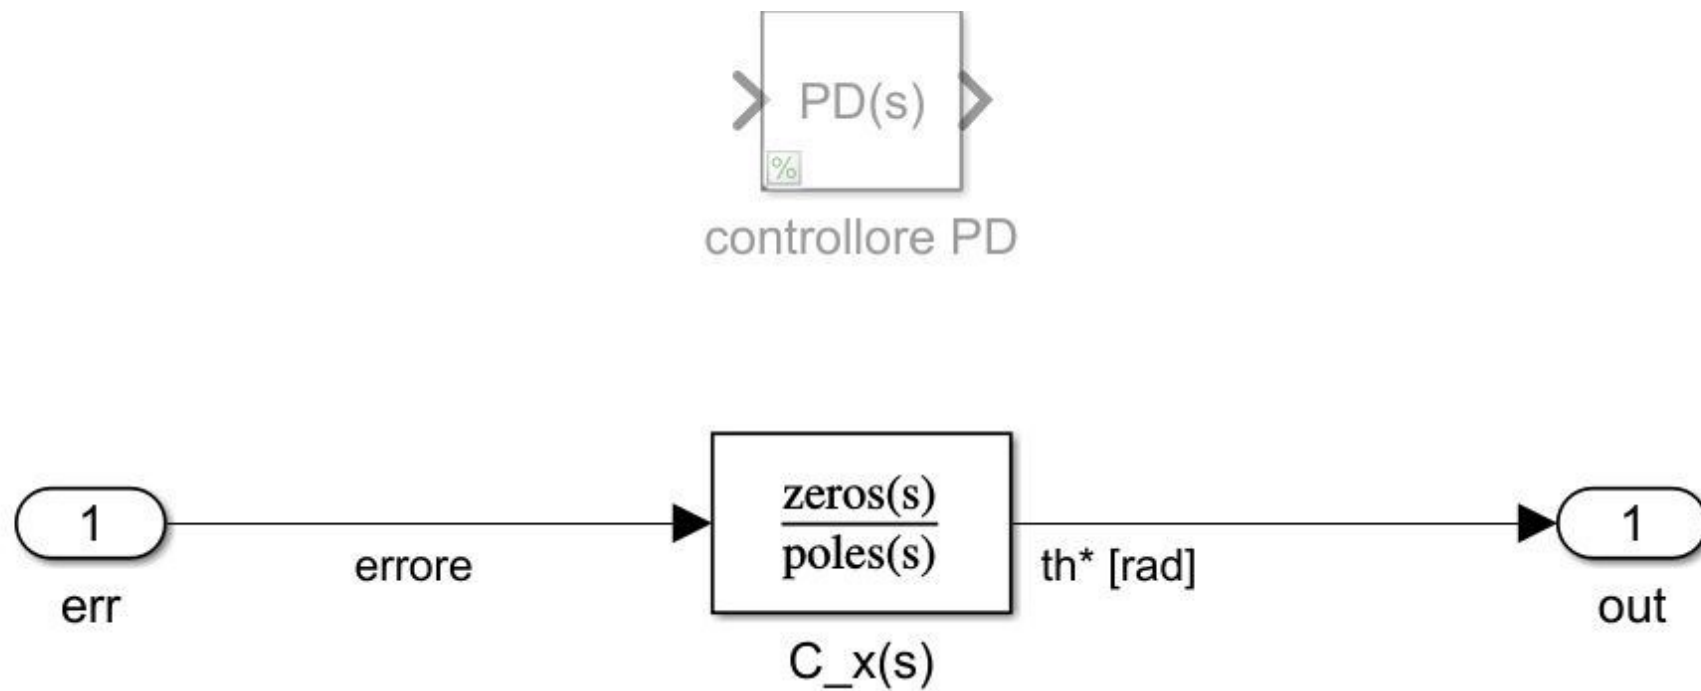 PD(s)
%
controllore PD
zeros(s)
poles(s)
1
errore
th* [rad]
1
err
out
C_x(s)